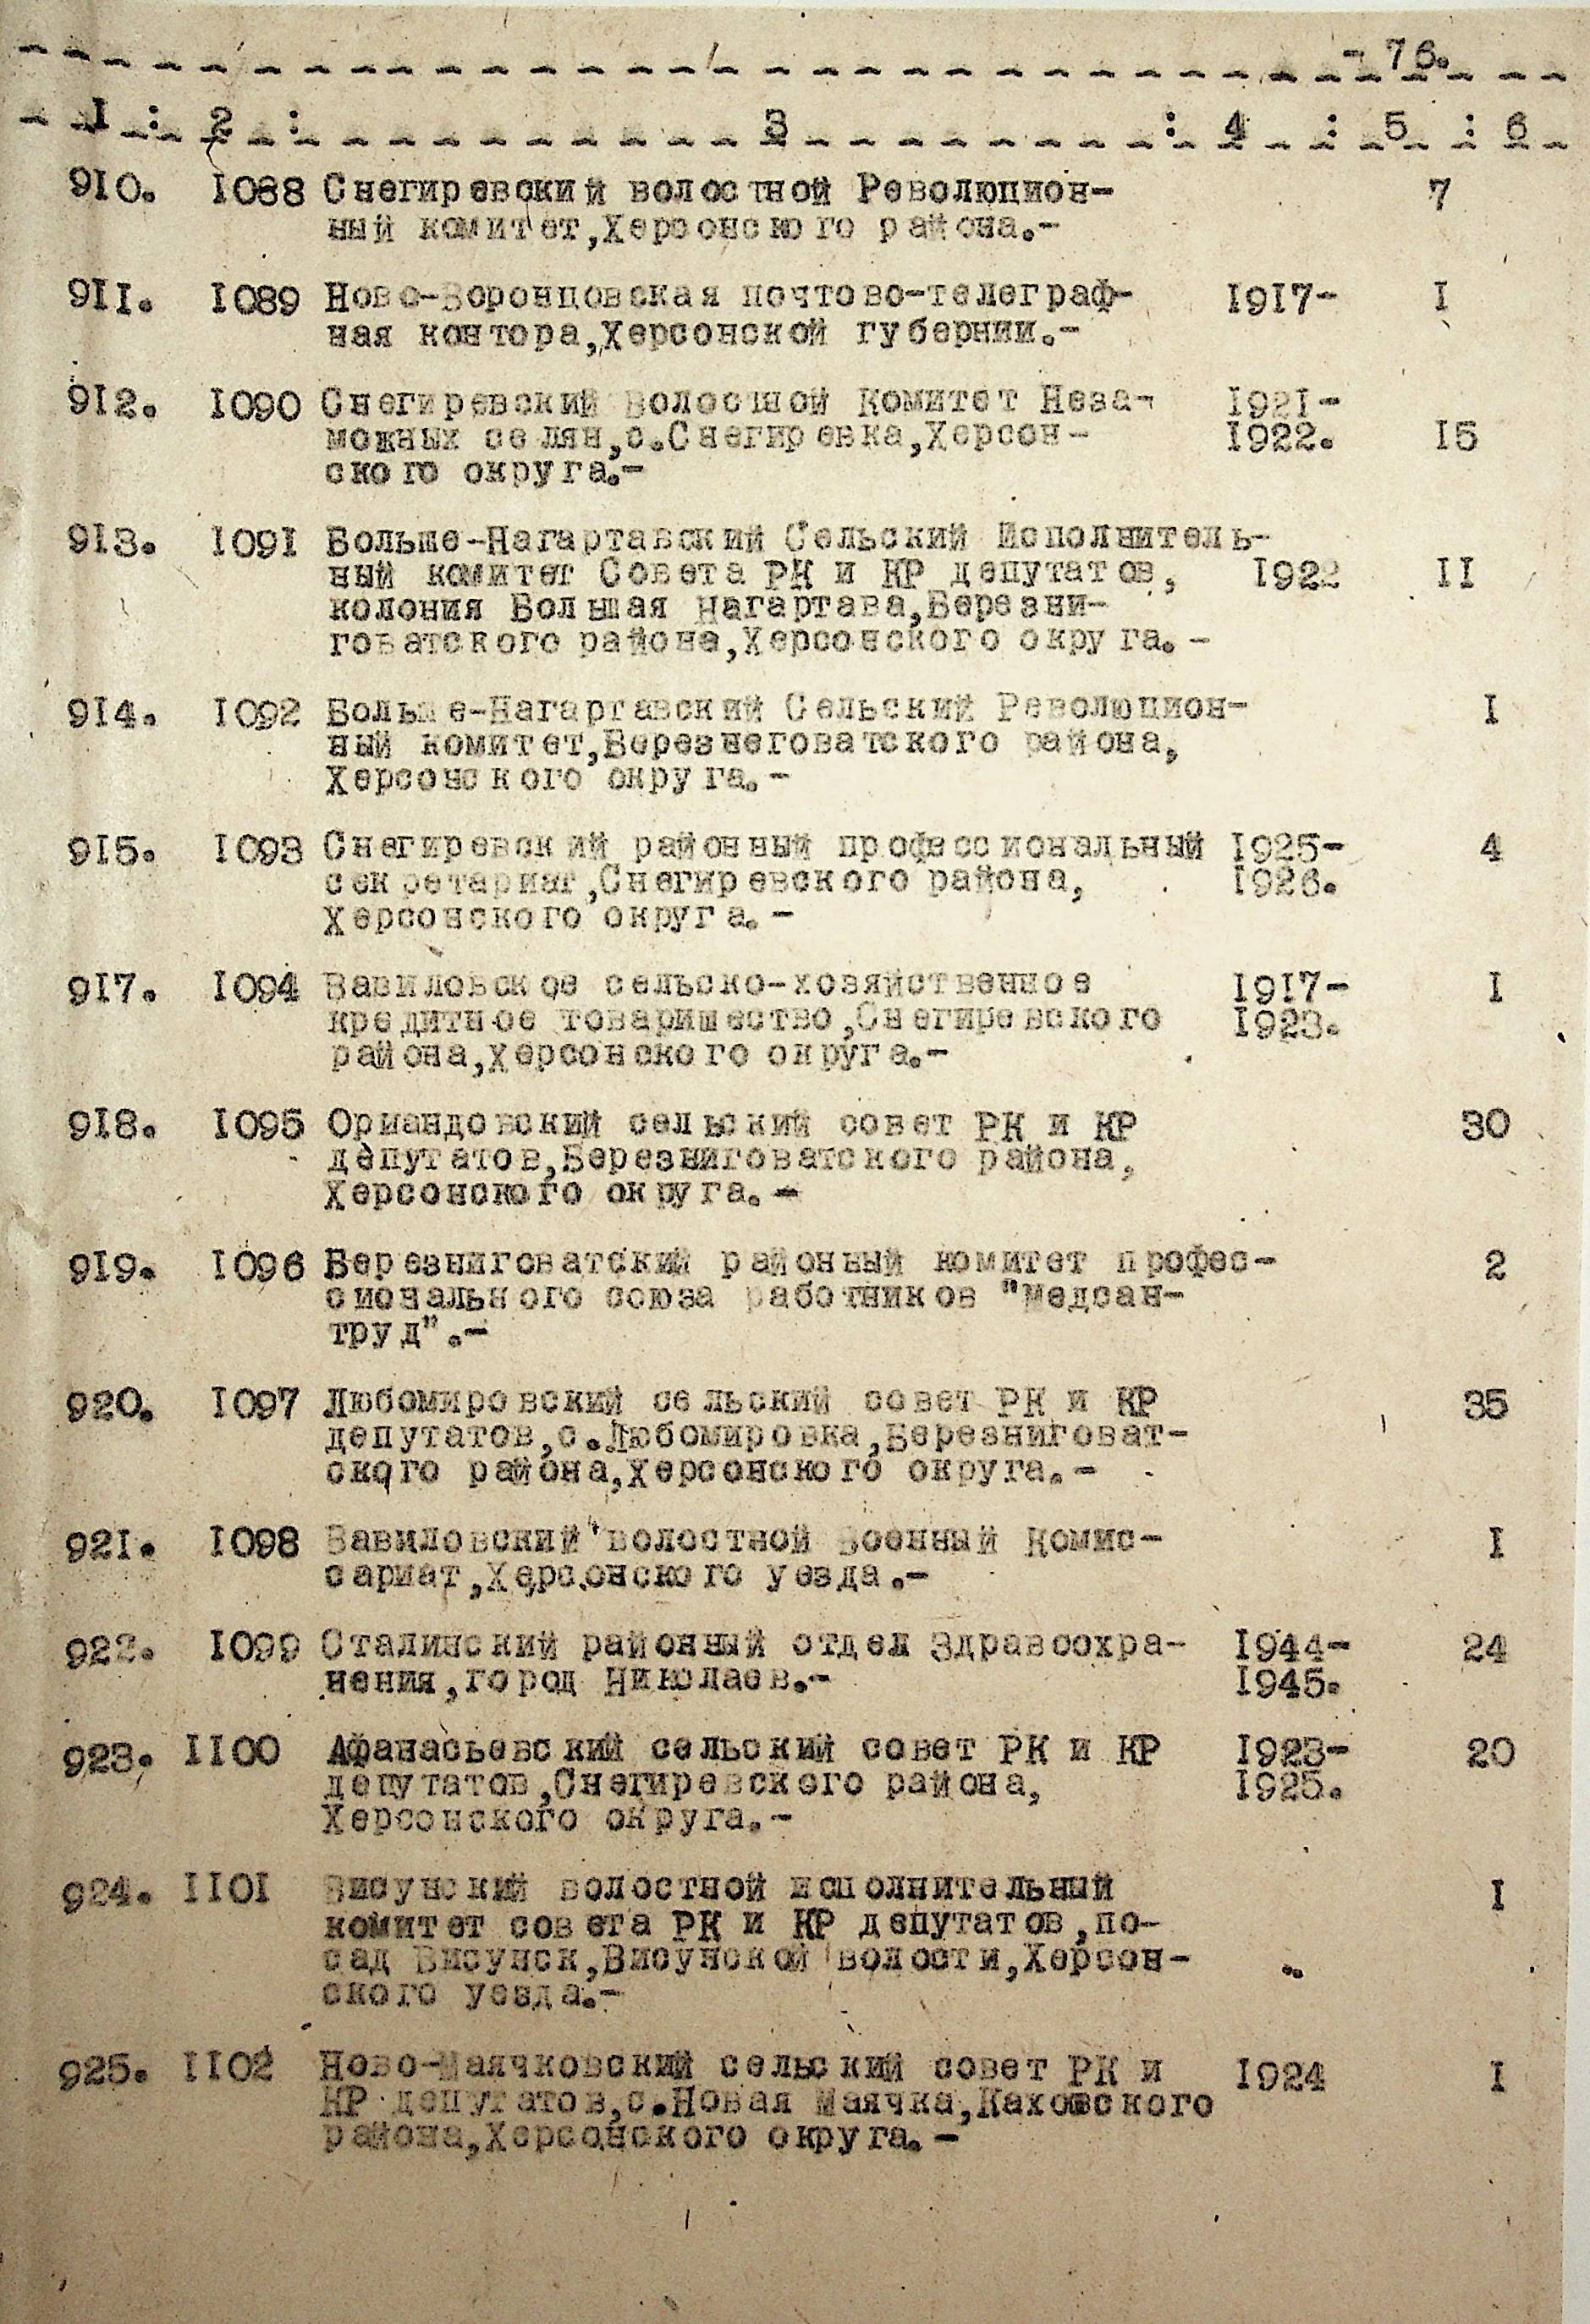 - 76.
1 : 2 : 3 : 4 : 5 : 6
910. 1088 Снегиревский волостной Революцион- 7
ный комитет,Херсонского района.-
911. 1089 Ново-Воронцовская почтово-телеграф- 1917- 1
ная контора,Херсонской губернии.-
912. 1090 Снегиревский волостной Комитет Неза- 1921-
можных селян,с.Снегиревка,Херсон- 1922. 15
ского округа.-
913. 1091 Больше-Нагартавский Сельский Исполнитель-
ный комитет Совета РК и КР депутатов, 1922 11
колония Большая Нагартава,Березни-
говатского района,Херсонского округа.-
914. 1092 Больше-Нагартавский Сельский Революцион- 1
ный комитет,Березнеговатского района,
Херсонского округа.-
915. 1093 Снегиревский районный профессиональный 1925- 4
секретариат,Снегиревского района, 1926.
Херсонского округа.-
917. 1094 Вавиловское сельско-хозяйственное 1917- 1
кредитное товарищество,Снегиревского 1923.
района,Херсонского округа.-
918. 1095 Ормандовский сельский совет РК и КР 30
депутатов,Березниговатского района,
Херсонского округа.-
919. 1096 Березниговатский районный комитет профес- 2
сионального союза работников "Медсан-
труд".-
920. 1097 Любомировский сельский совет РК и КР 35
депутатов,с.Любомировка,Березниговат-
ского района,Херсонского округа.-
921. 1098 Вавиловский волостной Военный Комис- 1
сариат,Херсонского уезда.-
922. 1099 Сталинский районный отдел Здравоохра- 1944- 24
нения,город Николаев.- 1945.
923. 1100 Афанасьевский сельский совет РК и КР 1923- 20
депутатов,Снегиревского района, 1925.
Херсонского округа.-
924. 1101 Висунский волостной исполнительный 1
комитет совета РК и КР депутатов,по-
сад Висунск,Висунской волости,Херсон-
ского уезда.-
925. 1102 Ново-Маячковский сельский совет РК и 1924 1
КР депутатов,с.Новая Маячка,Каховского
района,Херсонского округа.-